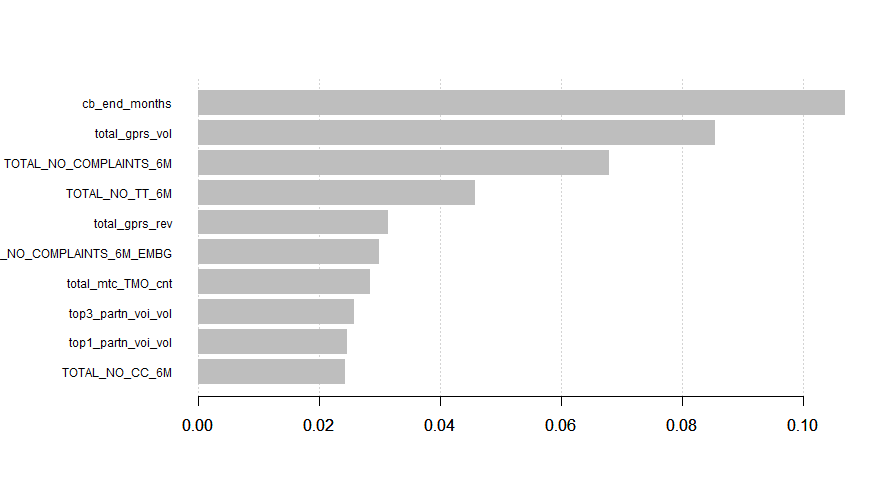 cb_end_months
total_gprs_vol
TOTAL_NO_COMPLAINTS_6M
TOTAL_NO_TT_6M
total_gprs_rev
_NO_COMPLAINTS_6M_EMBG
total_mtc_TMO_cnt
top3_partn_voi_vol
top1_partn_voi_vol
TOTAL_NO_CC_6M
0.00 0.02 0.04 0.06 0.08 0.10